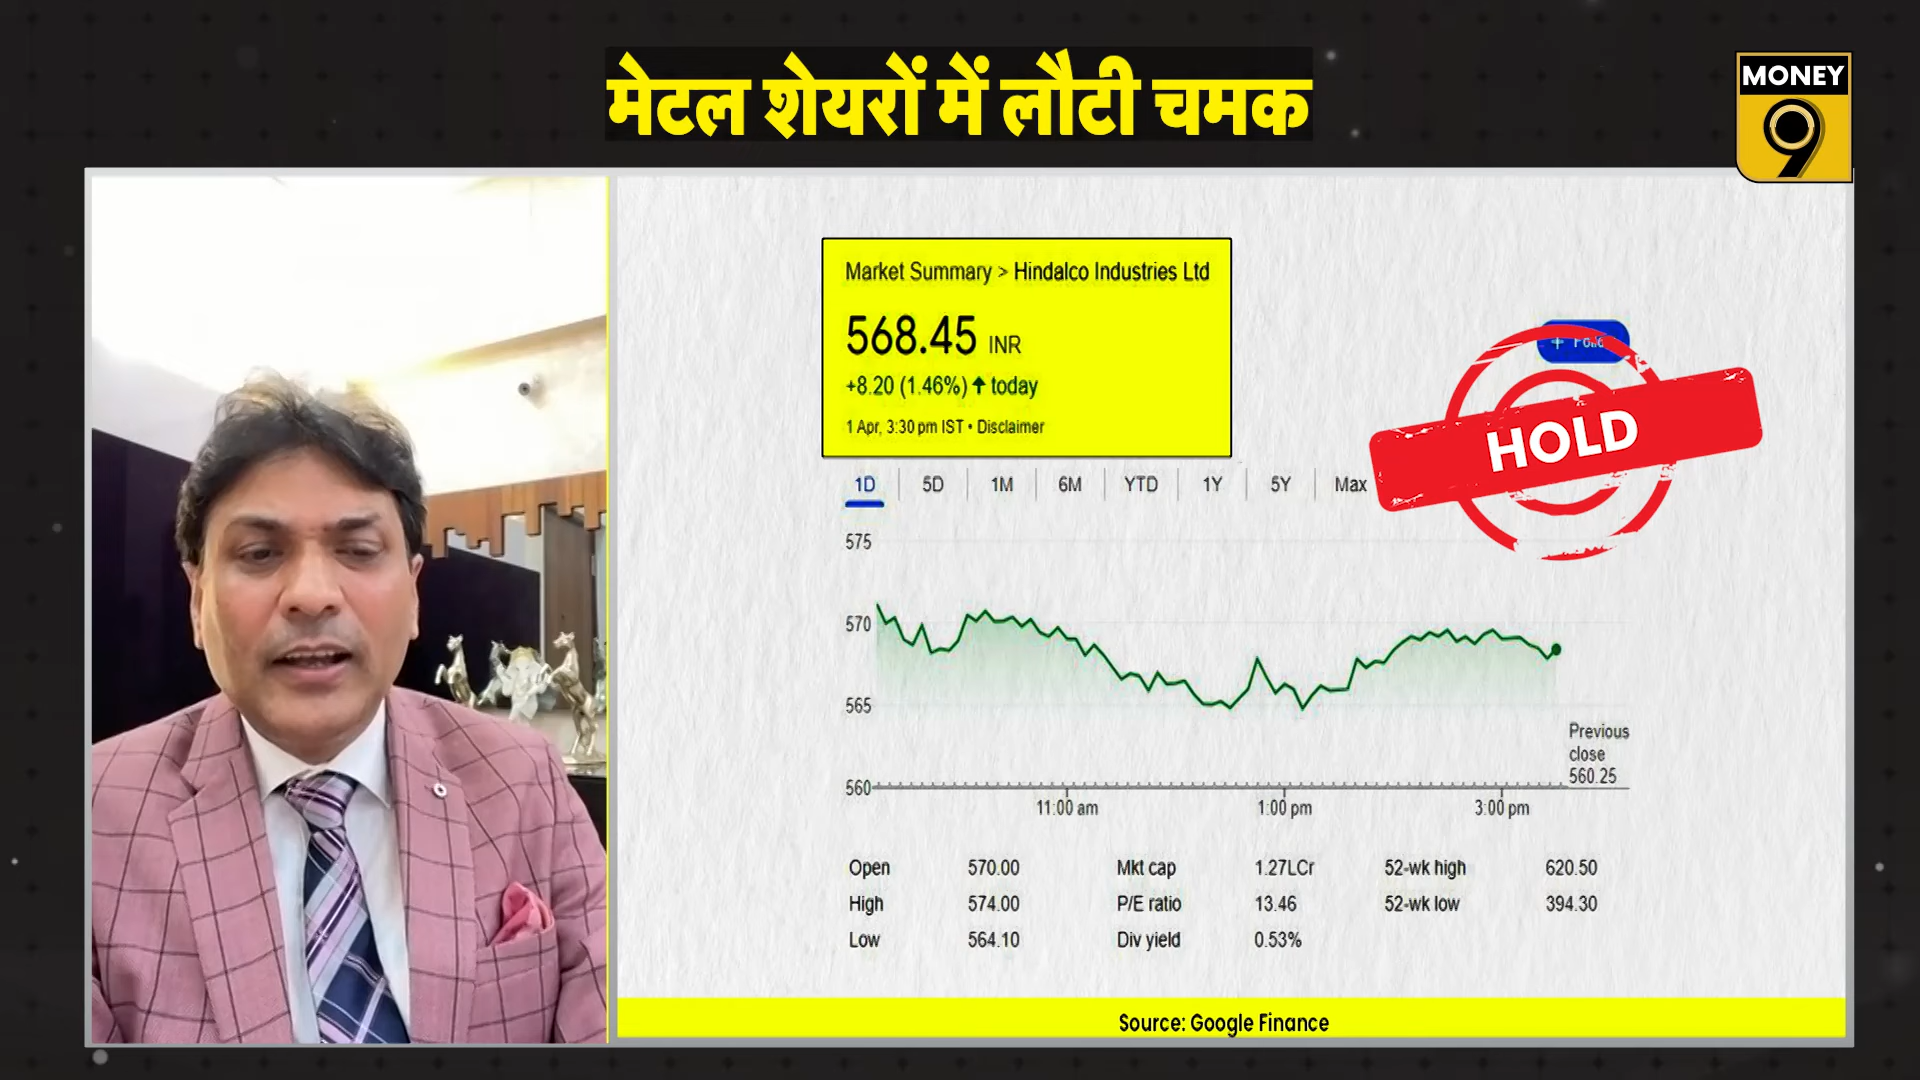 मेटल शेयरों में लौटी चमक
MONEY
9
Market Summary > Hindalco Industries Ltd
568.45 INR
+8.20 (1.46%) ↑ today
1 Apr, 3:30 pm IST • Disclaimer
HOLD
1D 5D 1M 6M YTD 1Y 5Y Max
575
570
565
560
Previous
close
560.25
11:00 am 1:00 pm 3:00 pm
Open 570.00 Mkt cap 1.27LCr 52-wk high 620.50
High 574.00 P/E ratio 13.46 52-wk low 394.30
Low 564.10 Div yield 0.53%
Source: Google Finance